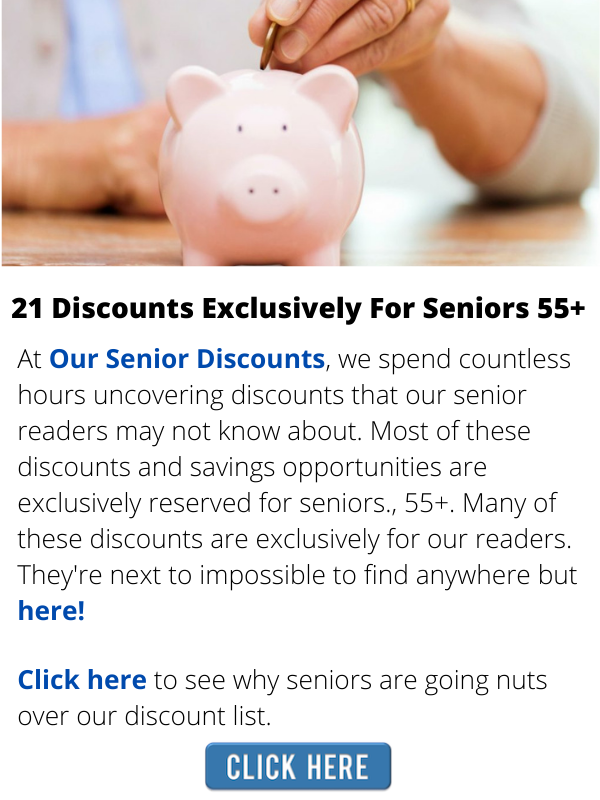 21 Discounts Exclusively For Seniors 55+
At Our Senior Discounts, we spend countless
hours uncovering discounts that our senior
readers may not know about. Most of these
discounts and savings opportunities are
exclusively reserved for seniors., 55+. Many of
these discounts are exclusively for our readers.
They're next to impossible to find anywhere but
here!
Click here to see why seniors are going nuts
over our discount list.
CLICK HERE